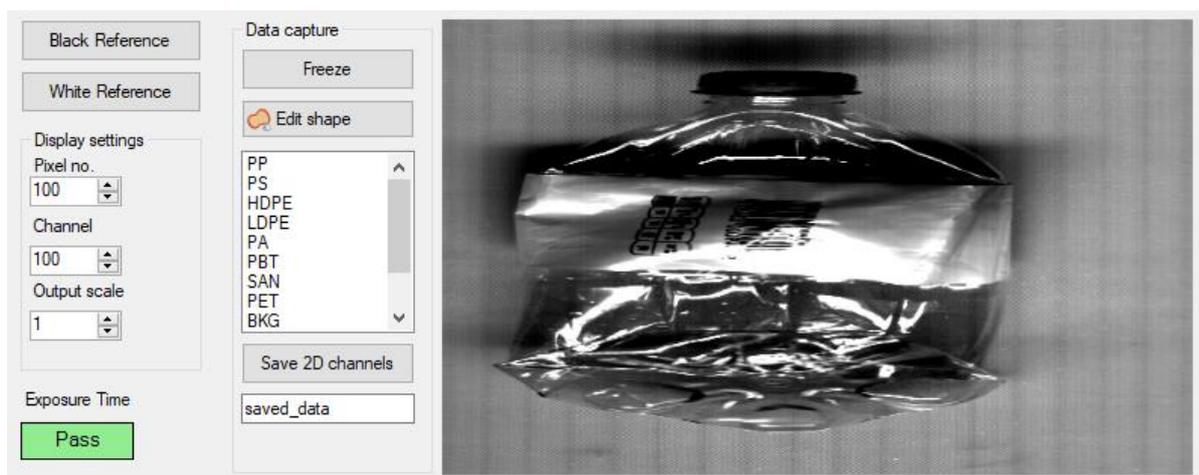 Black Reference
White Reference
Display settings
Pixel no.
100
Channel
100
Output scale
1
Exposure Time
Pass
Data capture
Freeze
Edit shape
PP
PS
HDPE
LDPE
PA
PBT
SAN
PET
BKG
Save 2D channels
saved_data